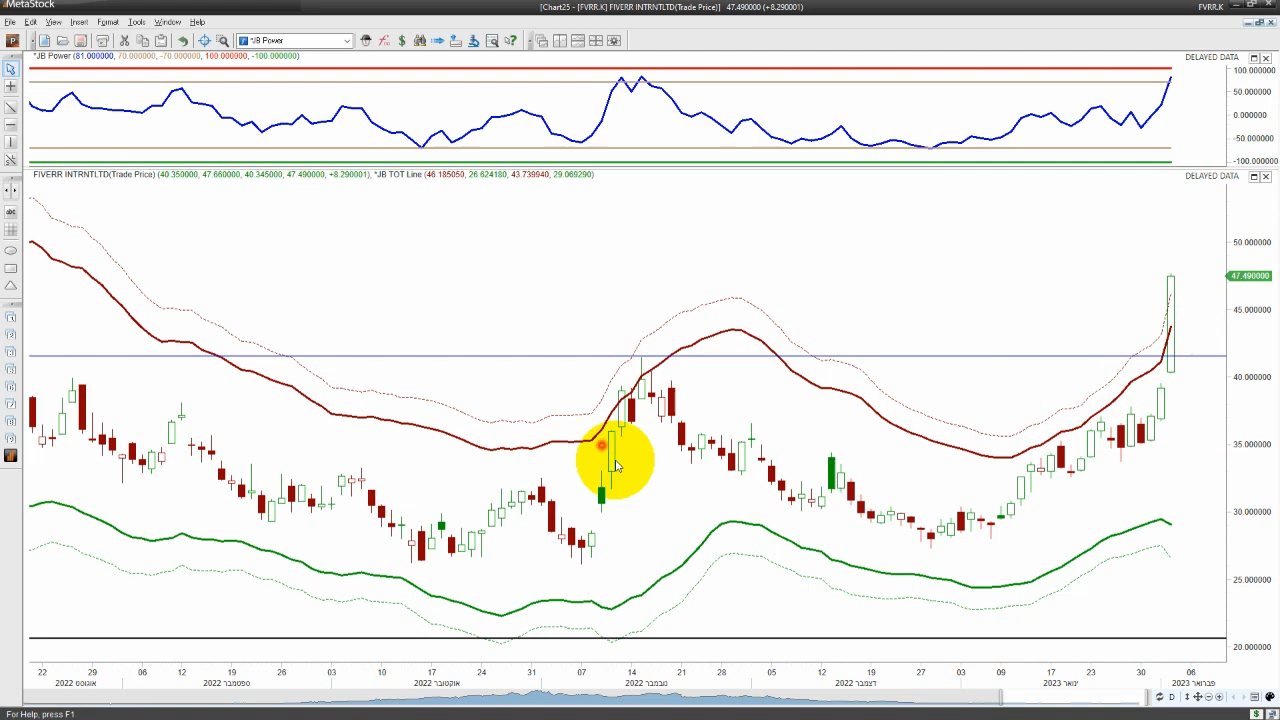 MetaStock
[Chart25 - [FVRR.K] FIVERR INTRNTLTD(Trade Price)]   47.490000 (+8.290001)
FVRR.K
File Edit View Insert Format Tools Window Help
P *JB Power
*JB Power (81.000000, 70.000000, -70.000000, 100.000000, -100.000000)
DELAYED DATA
100.000000
50.000000
0.000000
-50.000000
-100.000000
FIVERR INTRNTLTD(Trade Price) (40.350000, 47.660000, 40.345000, 47.490000, +8.290001), *JB TOT Line (46.185050, 26.624180, 43.739940, 29.069290)
DELAYED DATA
abc
50.000000
47.490000
45.000000
40.000000
35.000000
30.000000
25.000000
20.000000
22 29 06 12 19 26 03 10 17 24 31 07 14 21 28 05 12 19 27 03 09 17 23 30 06
אוגוסט 2022 ספטמבר 2022 אוקטובר 2022 נובמבר 2022 דצמבר 2022 ינואר 2023 פברואר 2023
D
For Help, press F1